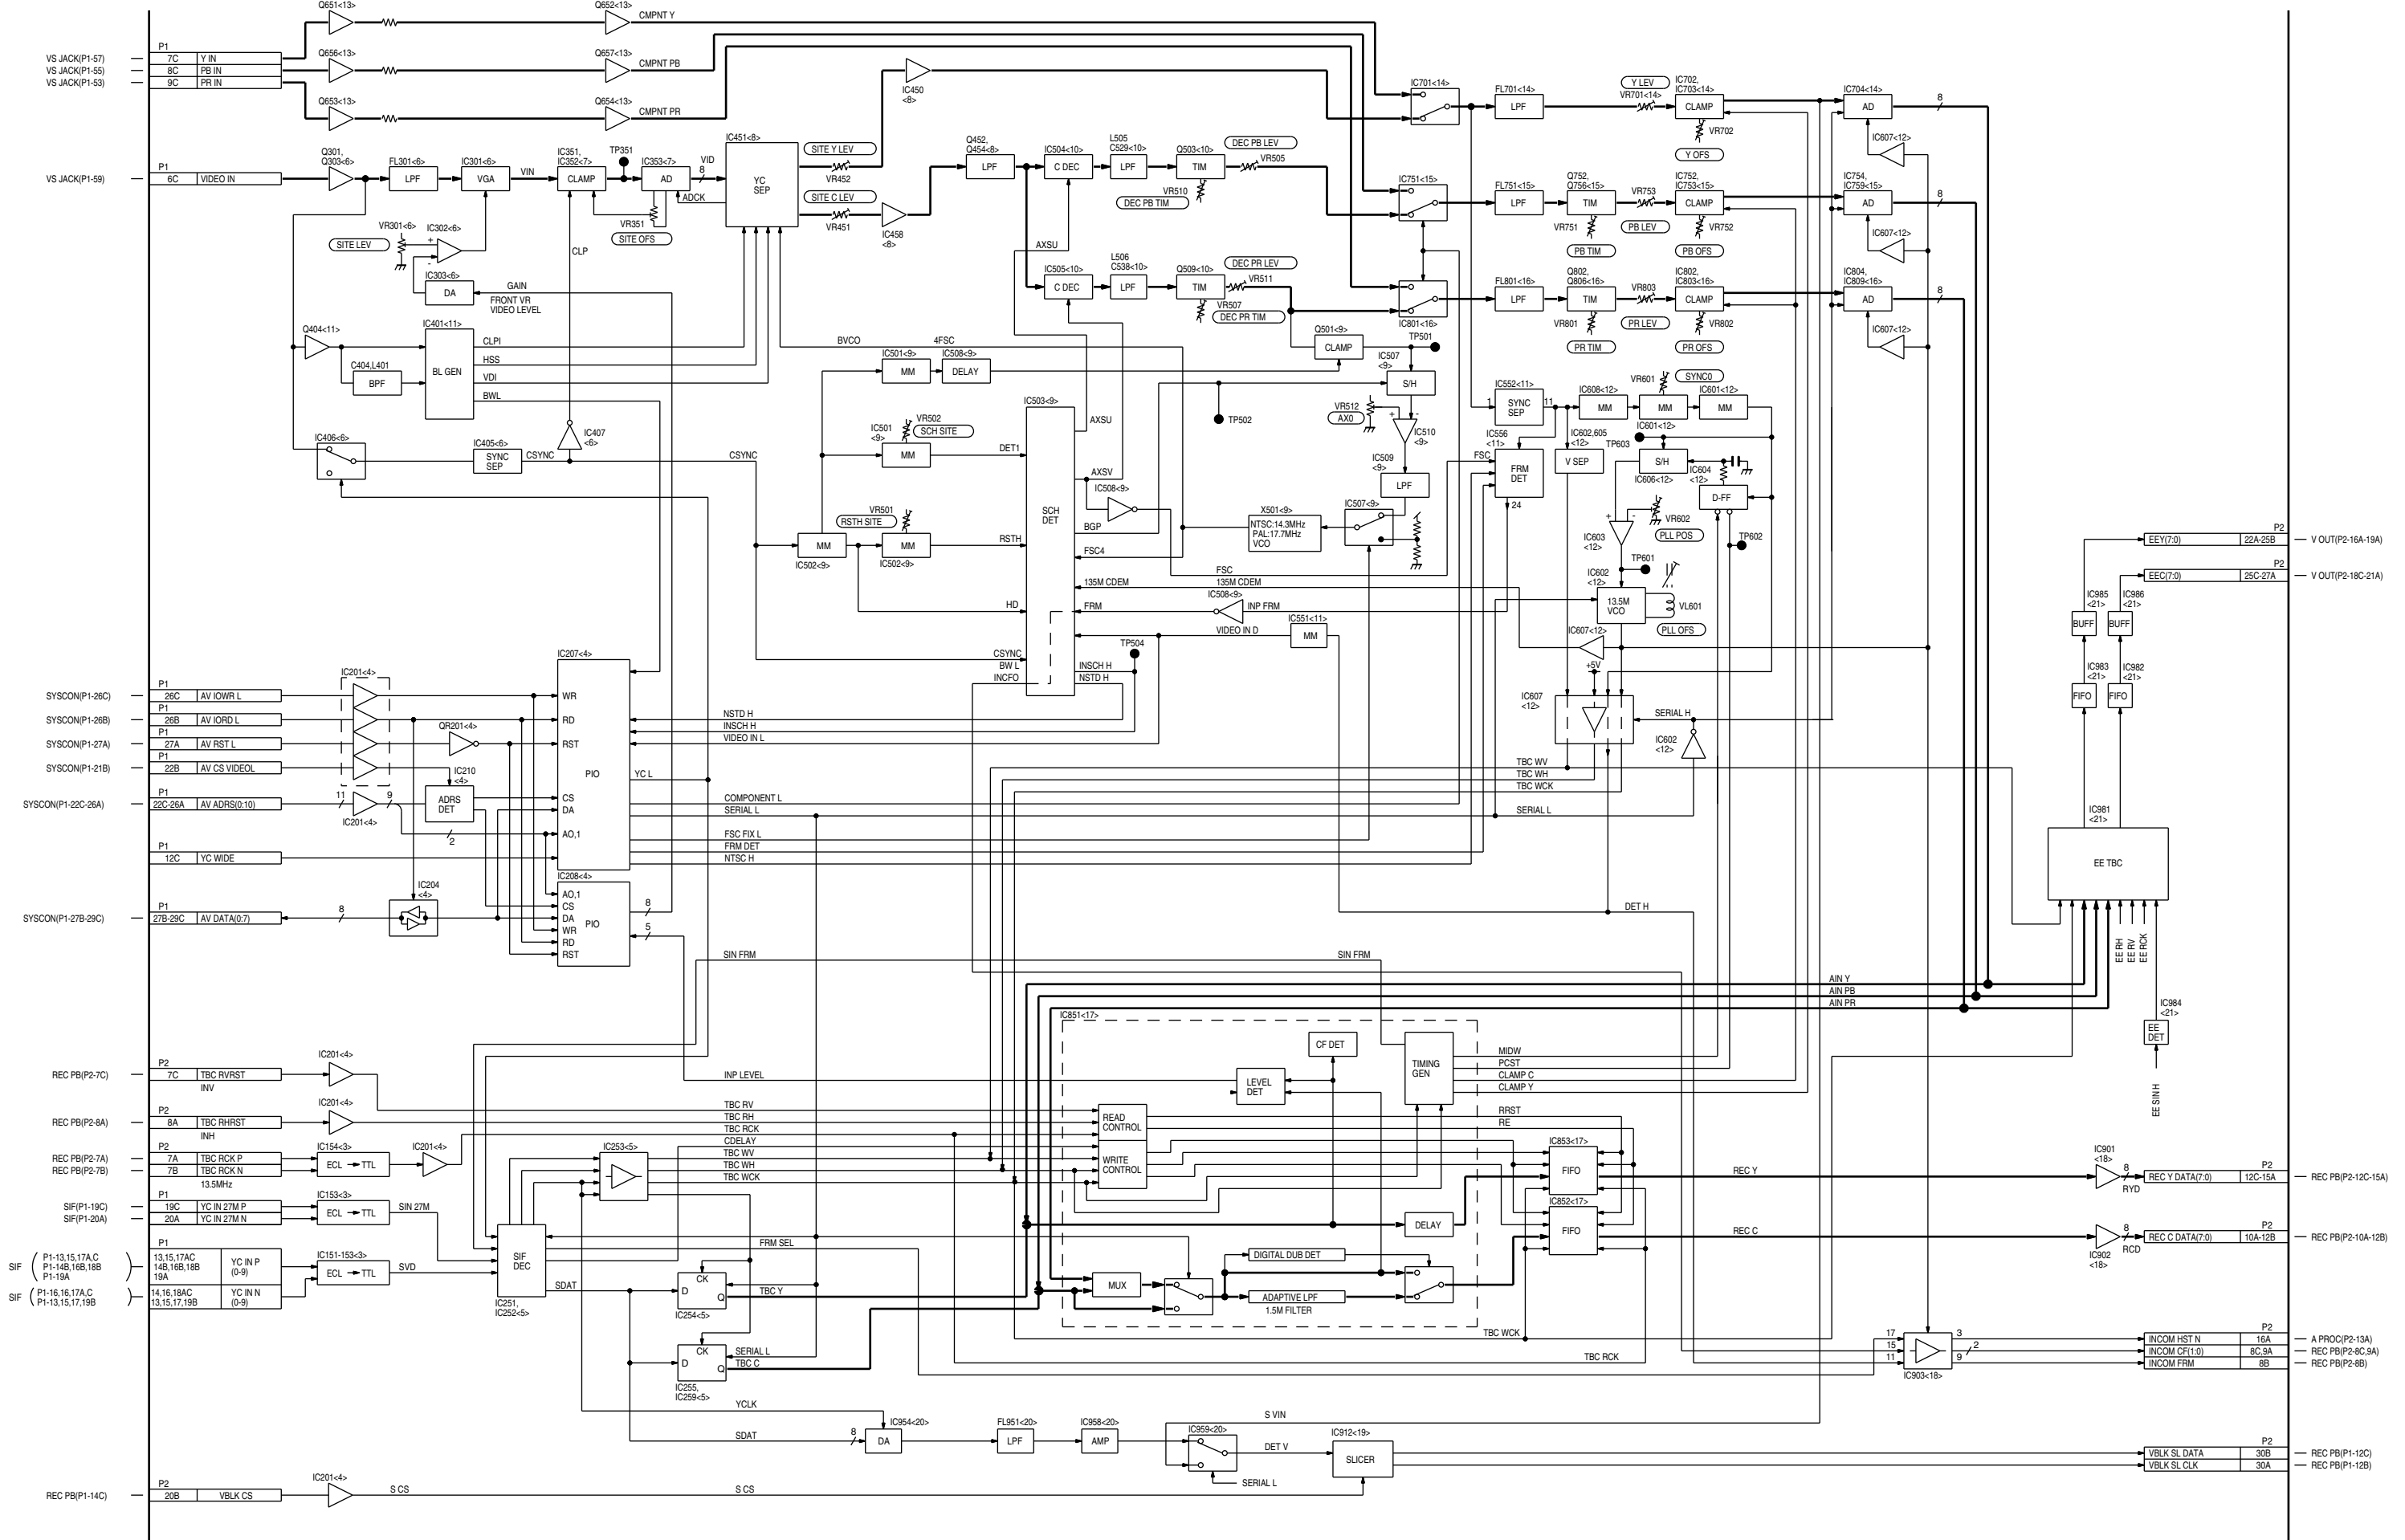 Q651<13>
Q652<13>
CMPNT Y
P1
VS JACK(P1-57)
7C Y IN
VS JACK(P1-55)
8C PB IN
VS JACK(P1-53)
9C PR IN
Q656<13>
Q657<13>
CMPNT PB
Q653<13>
Q654<13>
CMPNT PR
IC450
<8>
IC701<14>
FL701<14>
LPF
Y LEV
VR701<14>
IC702,
IC703<14>
CLAMP
VR702
Y OFS
IC704<14>
AD
8
IC607<12>
P1
VS JACK(P1-59)
6C VIDEO IN
Q301,
Q303<6>
FL301<6>
LPF
IC301<6>
VGA
VIN
IC351,
IC352<7>
CLAMP
TP351
IC353<7>
AD
VID
8
ADCK
VR351
SITE OFS
IC451<8>
YC
SEP
SITE Y LEV
VR452
SITE C LEV
VR451
IC458
<8>
Q452,
Q454<8>
LPF
IC504<10>
C DEC
L505
C529<10>
LPF
Q503<10>
TIM
DEC PB LEV
VR505
VR510
DEC PB TIM
IC751<15>
FL751<15>
LPF
Q752,
Q756<15>
TIM
VR751
PB TIM
VR753
PB LEV
IC752,
IC753<15>
CLAMP
VR752
PB OFS
IC754,
IC759<15>
AD
8
IC607<12>
VR301<6>
SITE LEV
IC302<6>
+
-
IC303<6>
DA
GAIN
FRONT VR
VIDEO LEVEL
CLP
AXSU
IC505<10>
C DEC
L506
C538<10>
LPF
Q509<10>
TIM
DEC PR LEV
VR511
VR507
DEC PR TIM
IC801<16>
FL801<16>
LPF
Q802,
Q806<16>
TIM
VR801
PR TIM
VR803
PR LEV
IC802,
IC803<16>
CLAMP
VR802
PR OFS
IC804,
IC809<16>
AD
8
IC607<12>
Q404<11>
IC401<11>
BL GEN
C404,L401
BPF
CLPI
HSS
VDI
BWL
BVCO
4FSC
IC501<9>
MM
IC508<9>
DELAY
Q501<9>
CLAMP
TP501
IC507
<9>
S/H
TP502
VR512
AX0
+
-
IC510
<9>
IC509
<9>
LPF
IC507<9>
IC552<11>
SYNC
SEP
1
11
IC608<12>
MM
VR601
SYNC0
MM
IC601<12>
MM
IC601<12>
IC406<6>
IC405<6>
SYNC
SEP
CSYNC
IC407
<6>
CSYNC
IC501
<9>
MM
VR502
SCH SITE
IC503<9>
SCH
DET
DET1
AXSU
AXSV
IC508<9>
BGP
FSC4
X501<9>
NTSC:14.3MHz
PAL:17.7MHz
VCO
IC556
<11>
FSC
FRM
DET
24
IC602,605
<12>
V SEP
TP603
S/H
IC606<12>
IC604
<12>
D-FF
VR602
PLL POS
TP602
+
-
IC603
<12>
TP601
VR501
RSTH SITE
MM
IC502<9>
MM
IC502<9>
RSTH
HD
FSC
135M CDEM
135M CDEM
FRM
IC508<9>
INP FRM
VIDEO IN D
IC551<11>
MM
TP504
IC602
<12>
13.5M
VCO
VL601
PLL OFS
IC607<12>
+5V
IC607
<12>
SERIAL H
IC602
<12>
CSYNC
BW L
INCFO
INSCH H
NSTD H
P2
EEY(7:0) 22A-25B
V OUT(P2-16A-19A)
EEC(7:0) 25C-27A
V OUT(P2-18C-21A)
IC985
<21>
BUFF
IC986
<21>
BUFF
IC983
<21>
FIFO
IC982
<21>
FIFO
IC981
<21>
EE TBC
EE RH
EE RV
EE RCK
IC984
<21>
EE
DET
EE SIN H
P1
SYSCON(P1-26C)
26C AV IOWR L
P1
SYSCON(P1-26B)
26B AV IORD L
P1
SYSCON(P1-27A)
27A AV RST L
P1
SYSCON(P1-21B)
22B AV CS VIDEOL
SYSCON(P1-22C-26A)
22C-26A AV ADRS(0:10)
IC201<4>
QR201<4>
IC210
<4>
ADRS
DET
11
9
IC201<4>
2
IC207<4>
WR
RD
RST
PIO
CS
DA
AO,1
YC L
NSTD H
INSCH H
VIDEO IN L
COMPONENT L
SERIAL L
FSC FIX L
FRM DET
NTSC H
TBC WV
TBC WH
TBC WCK
SERIAL L
P1
12C YC WIDE
IC204
<4>
P1
SYSCON(P1-27B-29C)
27B-29C AV DATA(0:7)
8
IC208<4>
AO,1
CS
DA
PIO
WR
RD
RST
8
5
DET H
SIN FRM
SIN FRM
AIN Y
AIN PB
AIN PR
IC851<17>
CF DET
LEVEL
DET
TIMING
GEN
MIDW
PCST
CLAMP C
CLAMP Y
INP LEVEL
P2
REC PB(P2-7C)
7C TBC RVRST
INV
IC201<4>
P2
REC PB(P2-8A)
8A TBC RHRST
INH
IC201<4>
P2
REC PB(P2-7A)
7A TBC RCK P
REC PB(P2-7B)
7B TBC RCK N
13.5MHz
IC154<3>
ECL → TTL
IC201<4>
TBC RV
TBC RH
TBC RCK
CDELAY
TBC WV
TBC WH
TBC WCK
READ
CONTROL
WRITE
CONTROL
RRST
RE
IC853<17>
FIFO
IC852<17>
FIFO
DELAY
REC Y
REC C
IC901
<18>
8
RYD
P2
REC Y DATA(7:0) 12C-15A
REC PB(P2-12C-15A)
IC902
<18>
8
RCD
P2
REC C DATA(7:0) 10A-12B
REC PB(P2-10A-12B)
P1
SIF(P1-19C)
19C YC IN 27M P
SIF(P1-20A)
20A YC IN 27M N
IC153<3>
ECL → TTL
SIN 27M
IC253<5>
P1
SIF ( P1-13,15,17A,C
P1-14B,16B,18B
P1-19A )
13,15,17AC
14B,16B,18B
19A
YC IN P
(0-9)
SIF ( P1-16,16,17A,C
P1-13,15,17,19B )
14,16,18AC
13,15,17,19B
YC IN N
(0-9)
IC151-153<3>
ECL → TTL
SVD
SIF
DEC
IC251,
IC252<5>
FRM SEL
SDAT
CK
D
Q
IC254<5>
TBC Y
CK
D
Q
IC255,
IC259<5>
SERIAL L
TBC C
MUX
DIGITAL DUB DET
ADAPTIVE LPF
1.5M FILTER
TBC WCK
TBC RCK
17
15
11
3
2
9
IC903<18>
P2
INCOM HST N 16A
A PROC(P2-13A)
INCOM CF(1:0) 8C,9A
REC PB(P2-8C,9A)
INCOM FRM 8B
REC PB(P2-8B)
YCLK
SDAT
8
IC954<20>
DA
FL951<20>
LPF
IC958<20>
AMP
S VIN
IC959<20>
DET V
SERIAL L
IC912<19>
SLICER
P2
VBLK SL DATA 30B
REC PB(P1-12C)
VBLK SL CLK 30A
REC PB(P1-12B)
P2
REC PB(P1-14C)
20B VBLK CS
IC201<4>
S CS
S CS